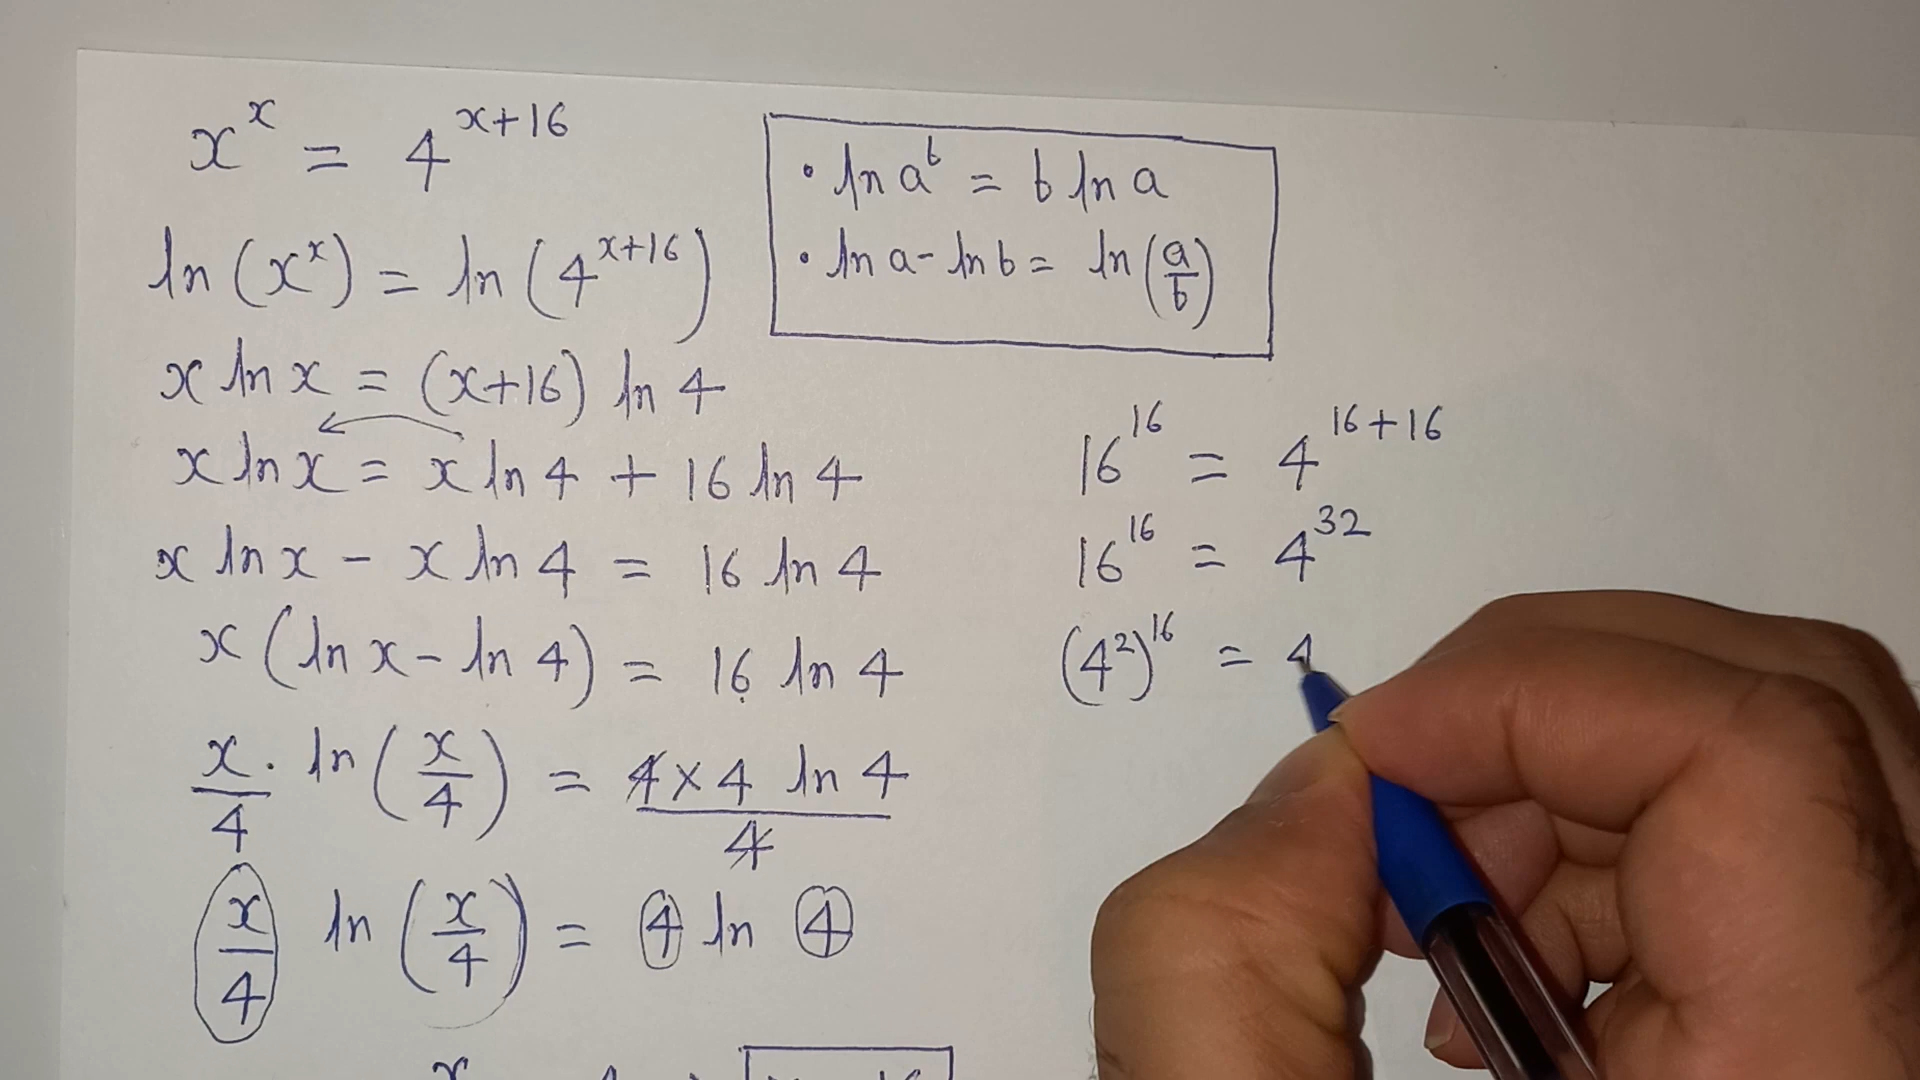 x^x = 4^(x+16)
ln (x^x) = ln (4^(x+16))
x ln x = (x+16) ln 4
x ln x = x ln 4 + 16 ln 4
x ln x - x ln 4 = 16 ln 4
x (ln x - ln 4) = 16 ln 4
x/4 . ln (x/4) = 4×4 ln 4 / 4
x/4 ln (x/4) = 4 ln 4
• ln a^b = b ln a
• ln a - ln b = ln (a/b)
16^16 = 4^(16+16)
16^16 = 4^32
(4^2)^16 = 4